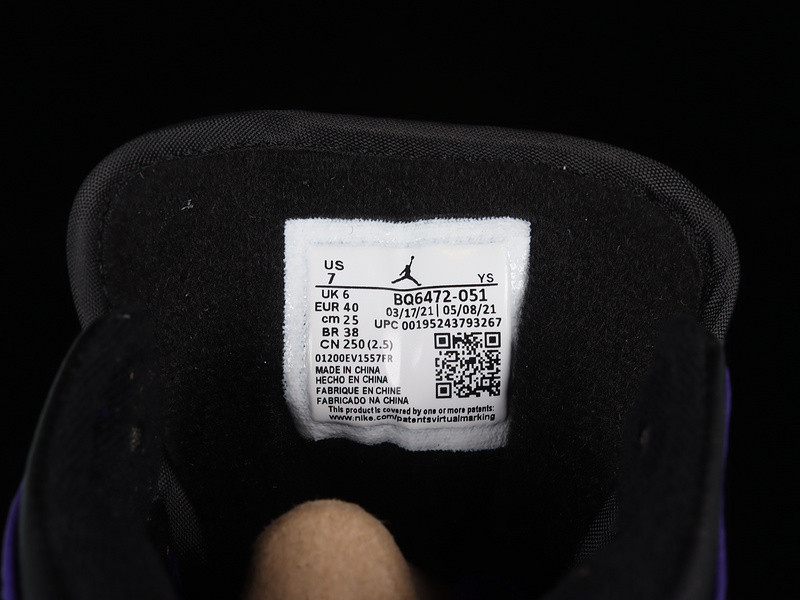 US
7
YS
UK 6
EUR 40
cm 25
BR 38
CN 250 (2.5)
BQ6472-051
03/17/21 | 05/08/21
UPC 00195243793267
01200EV1557FR
MADE IN CHINA
HECHO EN CHINA
FABRIQUE EN CHINE
FABRICADO NA CHINA
This product is covered by one or more patents:
www.nike.com/patentsvirtualmarking